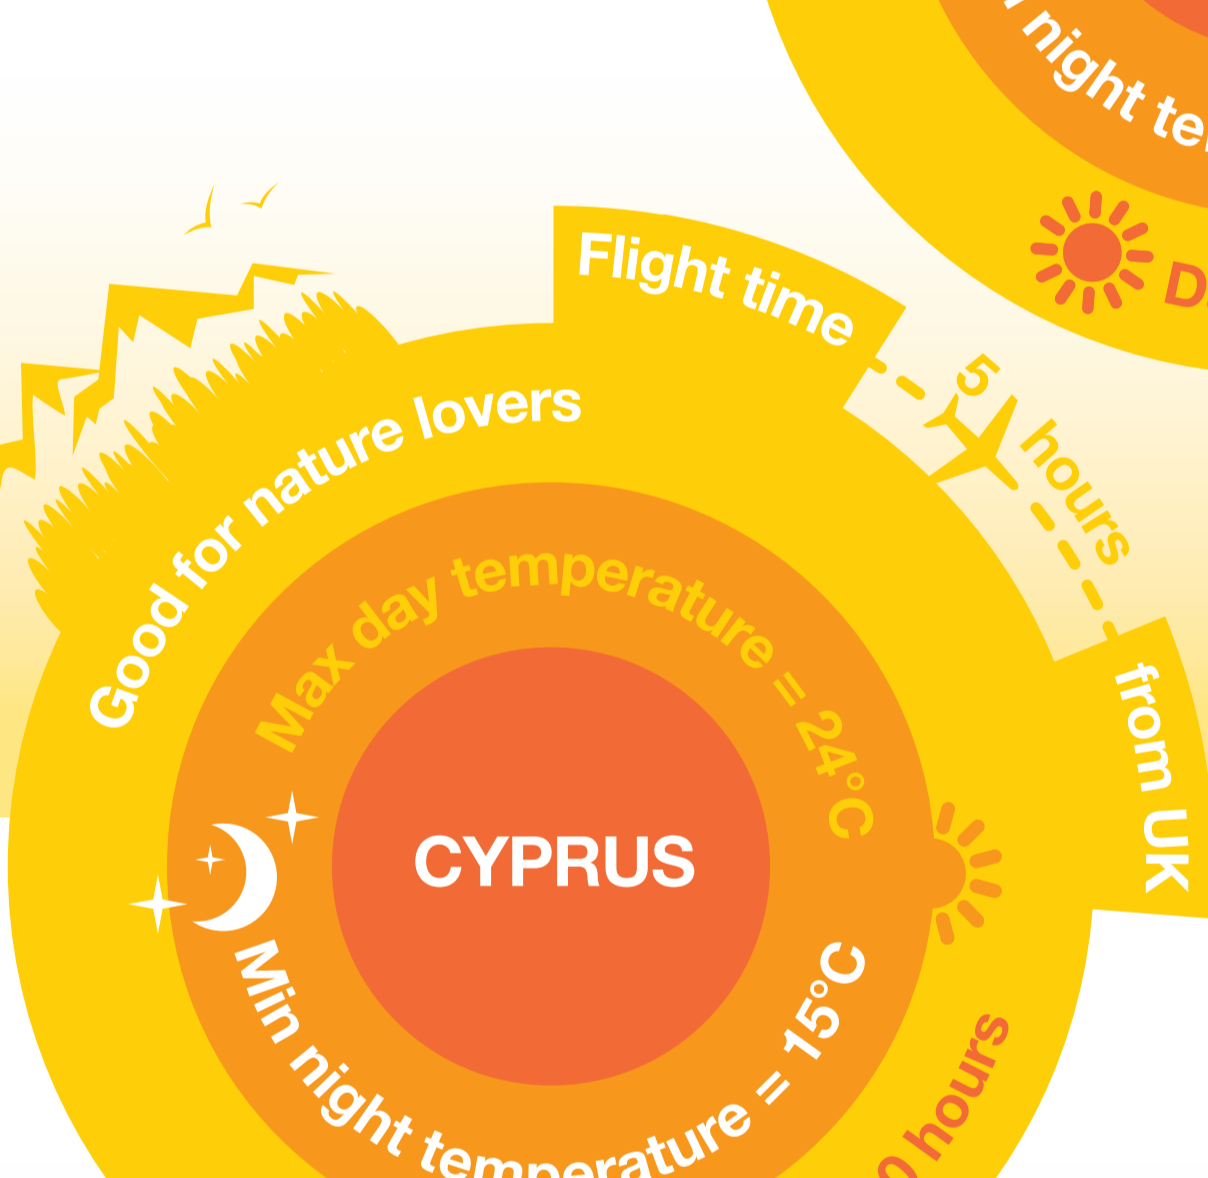 night
Flight time
5 hours
from UK
Good for nature lovers
Max day temperature = 24°C
CYPRUS
Min night temperature = 15°C
hours